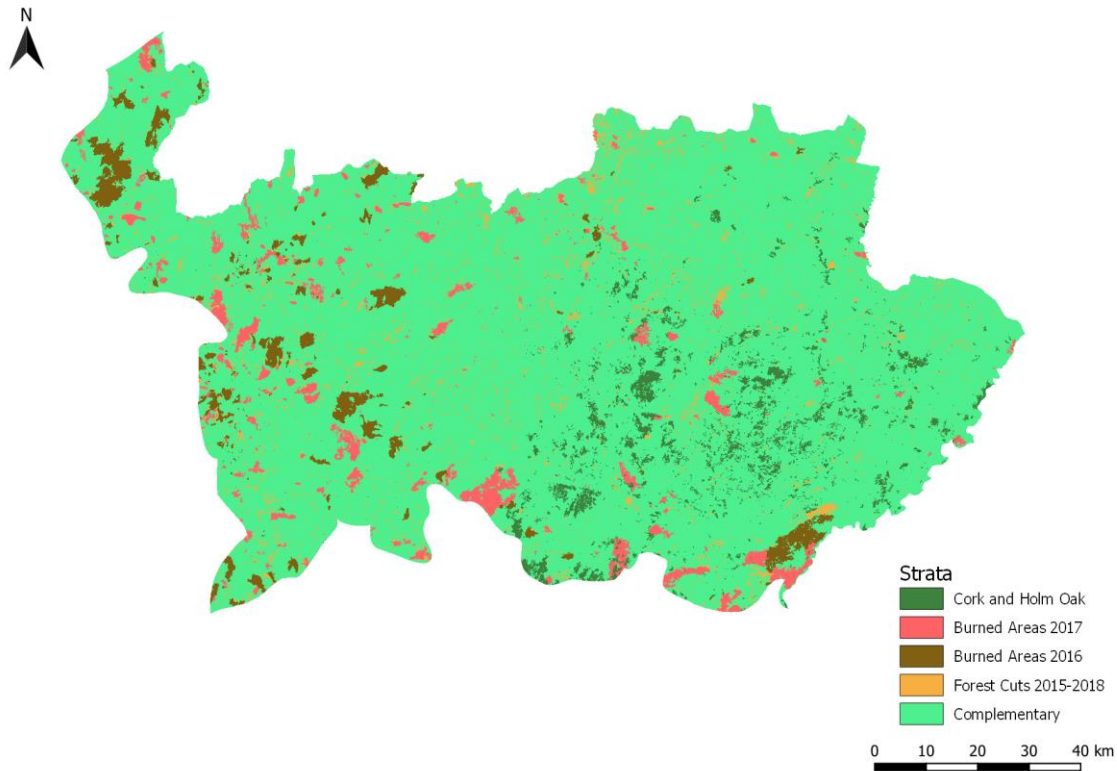 N
Strata
Cork and Holm Oak
Burned Areas 2017
Burned Areas 2016
Forest Cuts 2015-2018
Complementary
0 10 20 30 40 km